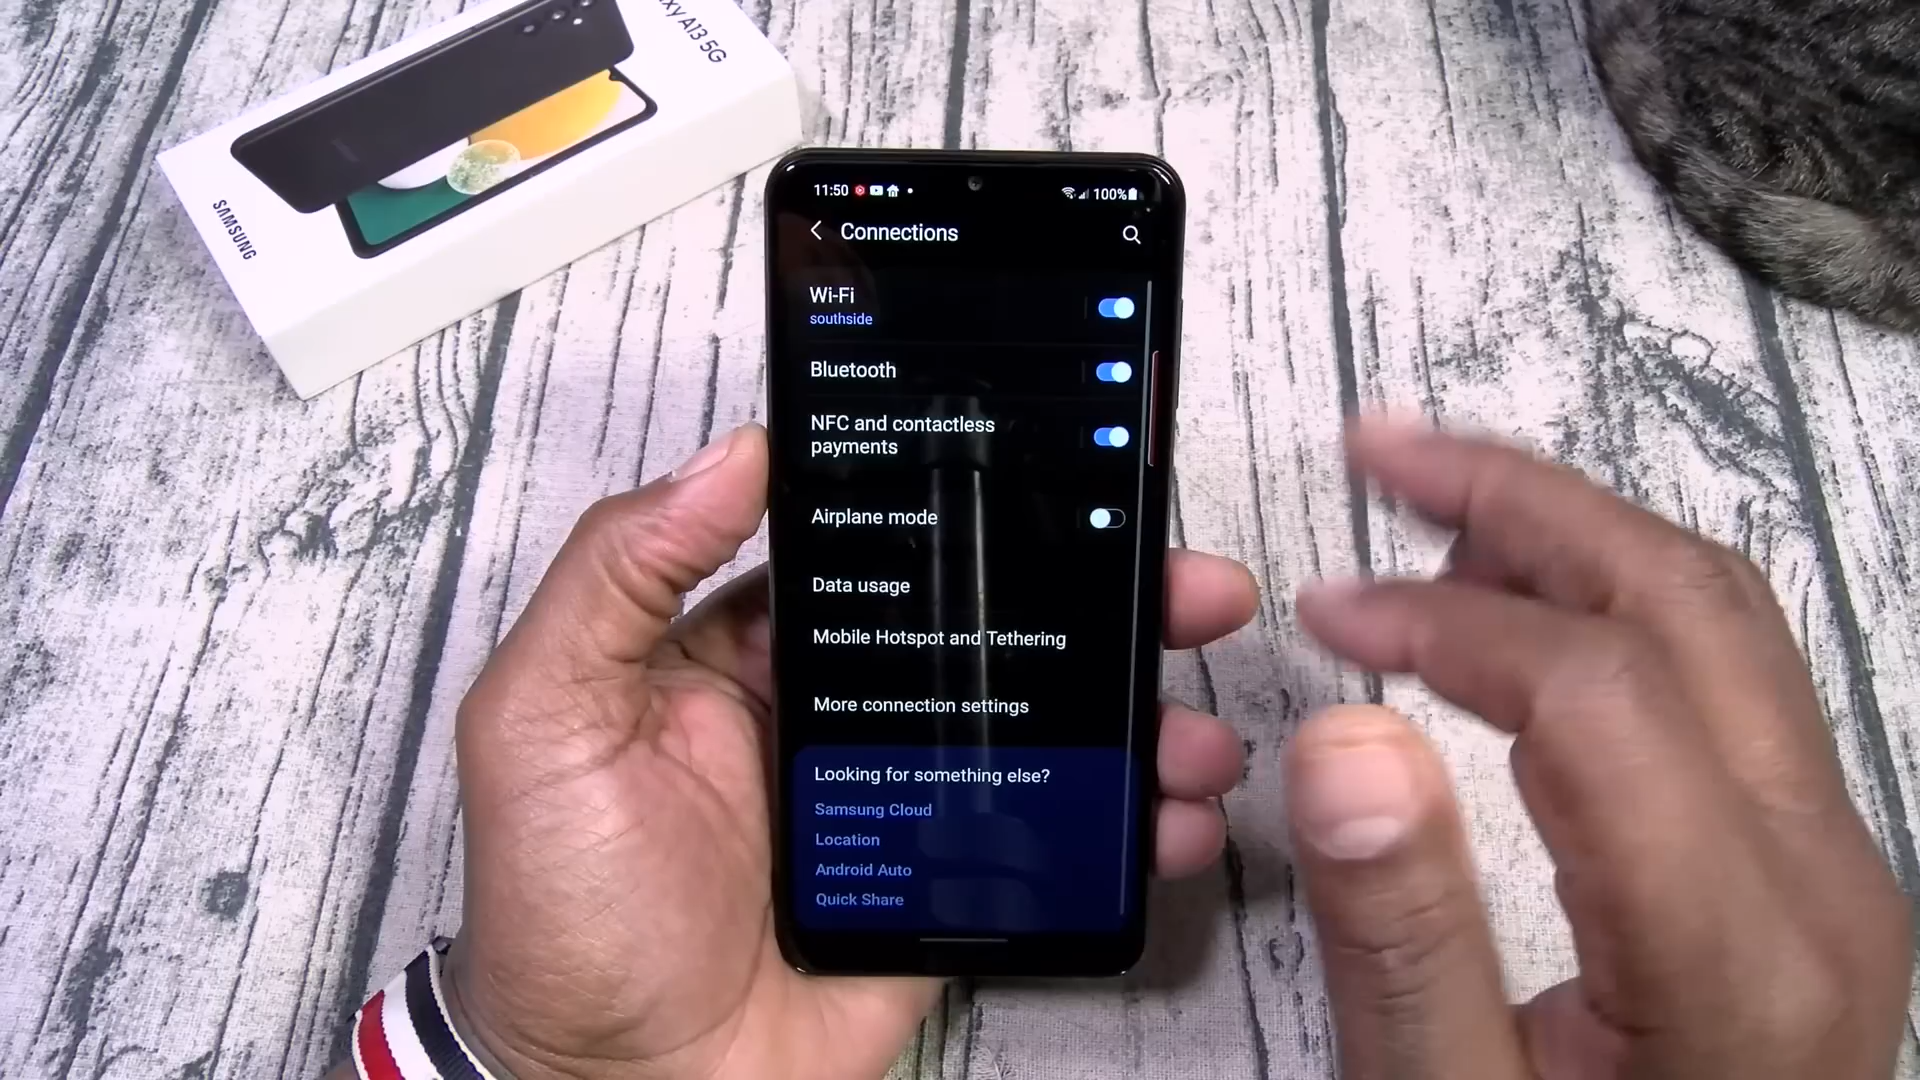 A13 5G
SAMSUNG
11:50
100%
Connections
Wi-Fi
southside
Bluetooth
NFC and contactless
payments
Airplane mode
Data usage
Mobile Hotspot and Tethering
More connection settings
Looking for something else?
Samsung Cloud
Location
Android Auto
Quick Share